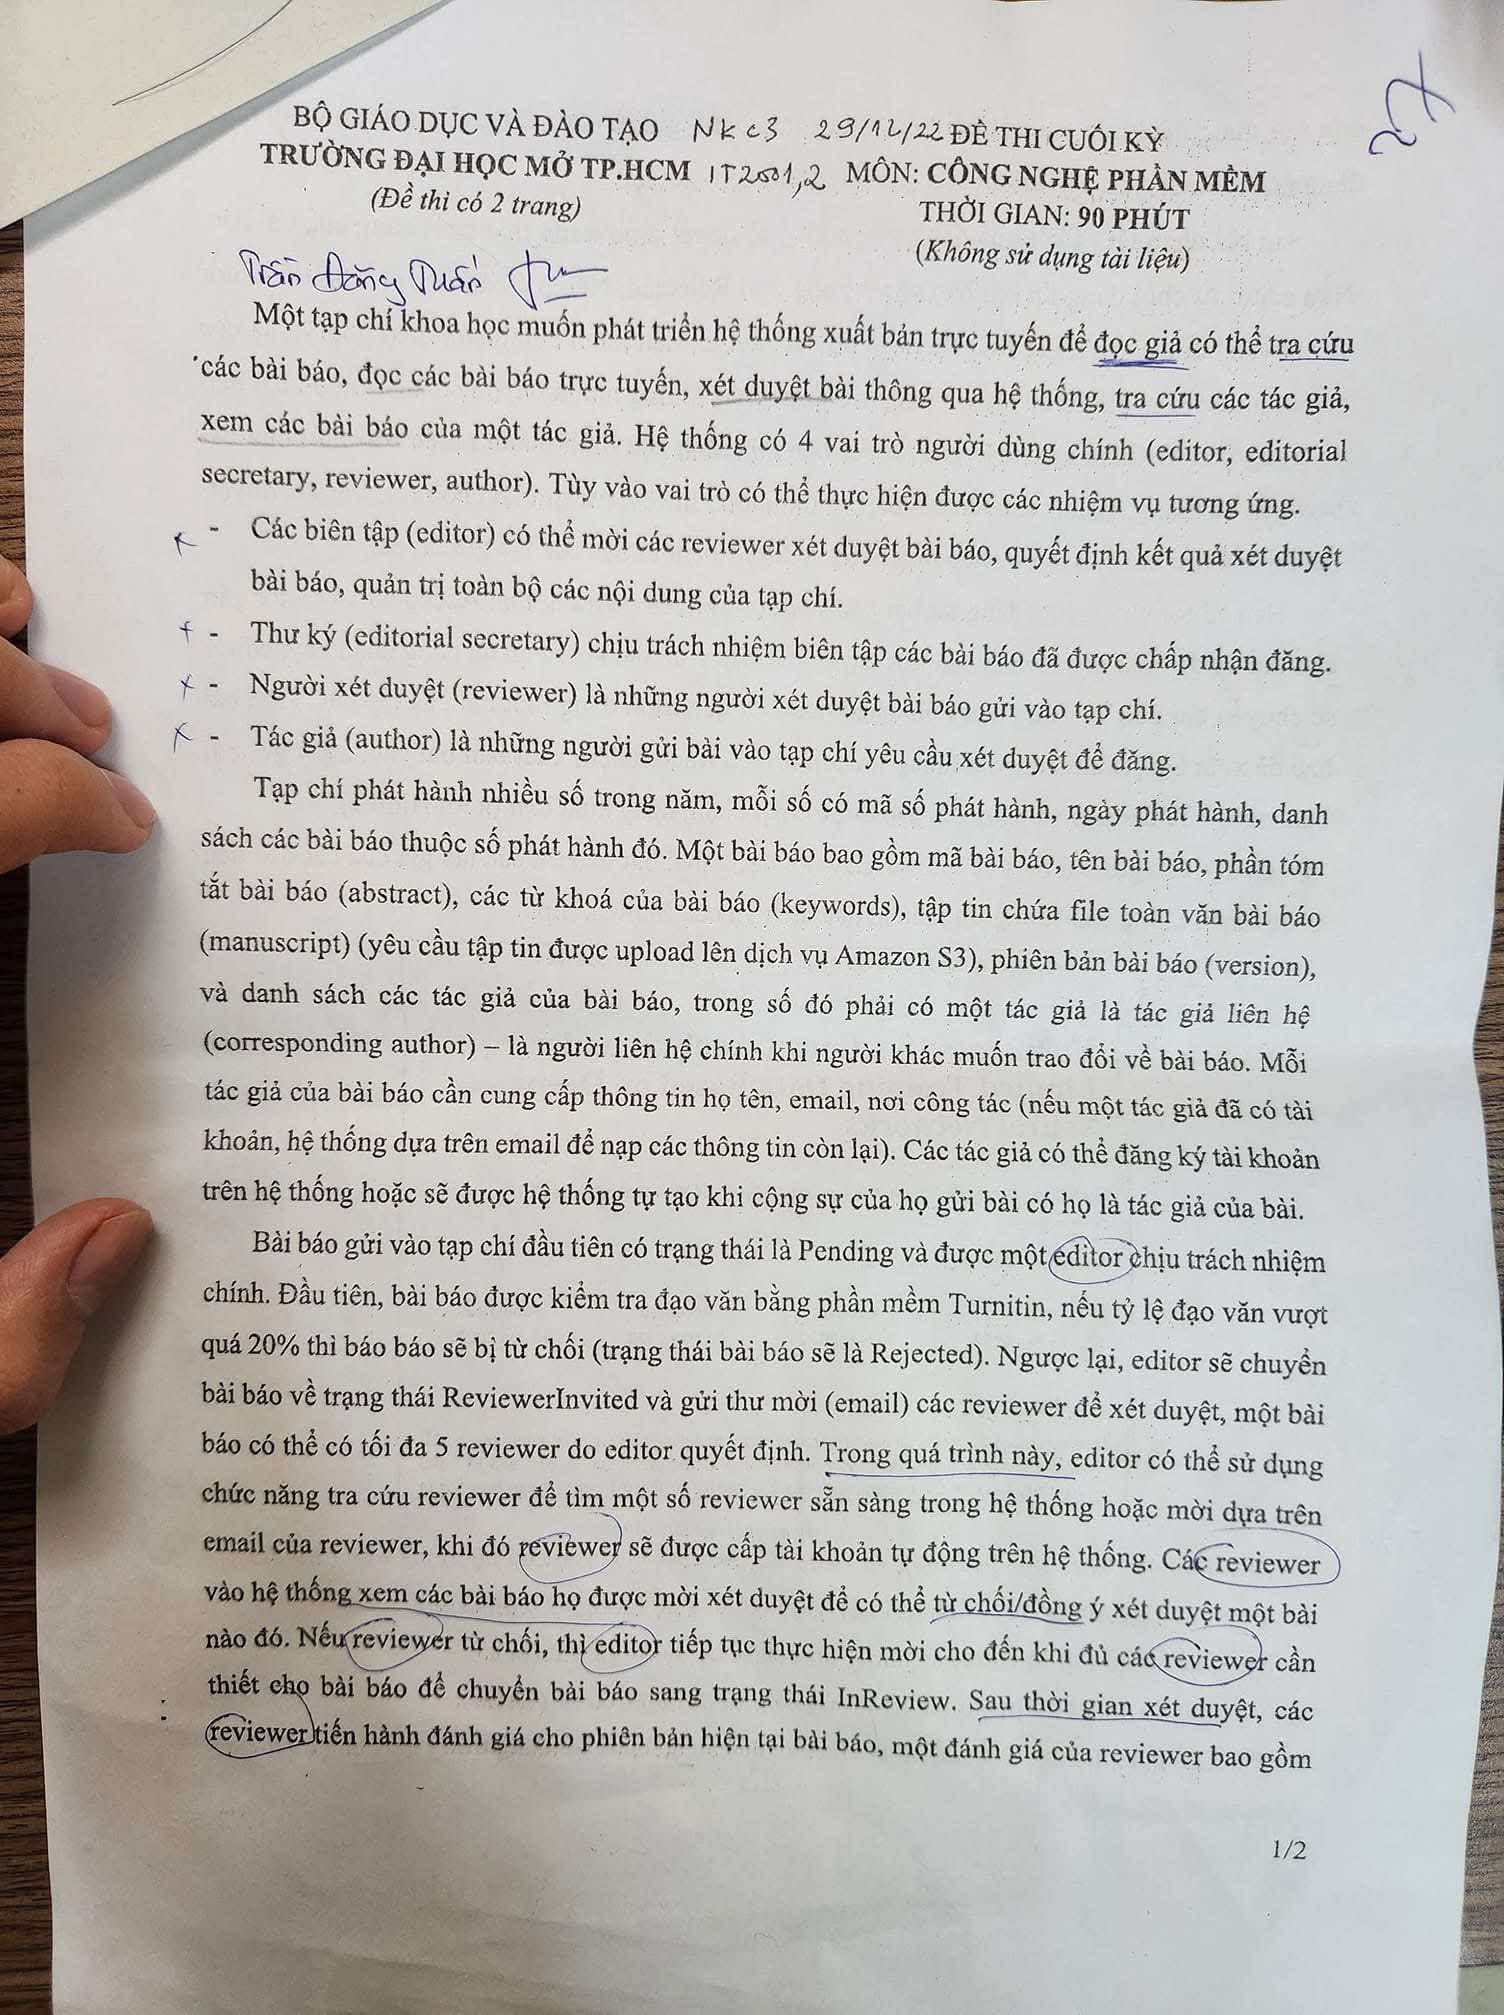 BỘ GIÁO DỤC VÀ ĐÀO TẠO NK c3 29/12/22 ĐỀ THI CUỐI KỲ
TRƯỜNG ĐẠI HỌC MỞ TP.HCM IT2001,2 MÔN: CÔNG NGHỆ PHẦN MỀM
(Đề thi có 2 trang) THỜI GIAN: 90 PHÚT
(Không sử dụng tài liệu)
Trần Đăng Tuấn
Một tạp chí khoa học muốn phát triển hệ thống xuất bản trực tuyến để đọc giả có thể tra cứu
các bài báo, đọc các bài báo trực tuyến, xét duyệt bài thông qua hệ thống, tra cứu các tác giả,
xem các bài báo của một tác giả. Hệ thống có 4 vai trò người dùng chính (editor, editorial
secretary, reviewer, author). Tùy vào vai trò có thể thực hiện được các nhiệm vụ tương ứng.
- Các biên tập (editor) có thể mời các reviewer xét duyệt bài báo, quyết định kết quả xét duyệt
bài báo, quản trị toàn bộ các nội dung của tạp chí.
- Thư ký (editorial secretary) chịu trách nhiệm biên tập các bài báo đã được chấp nhận đăng.
- Người xét duyệt (reviewer) là những người xét duyệt bài báo gửi vào tạp chí.
- Tác giả (author) là những người gửi bài vào tạp chí yêu cầu xét duyệt để đăng.
Tạp chí phát hành nhiều số trong năm, mỗi số có mã số phát hành, ngày phát hành, danh
sách các bài báo thuộc số phát hành đó. Một bài báo bao gồm mã bài báo, tên bài báo, phần tóm
tắt bài báo (abstract), các từ khoá của bài báo (keywords), tập tin chứa file toàn văn bài báo
(manuscript) (yêu cầu tập tin được upload lên dịch vụ Amazon S3), phiên bản bài báo (version),
và danh sách các tác giả của bài báo, trong số đó phải có một tác giả là tác giả liên hệ
(corresponding author) – là người liên hệ chính khi người khác muốn trao đổi về bài báo. Mỗi
tác giả của bài báo cần cung cấp thông tin họ tên, email, nơi công tác (nếu một tác giả đã có tài
khoản, hệ thống dựa trên email để nạp các thông tin còn lại). Các tác giả có thể đăng ký tài khoản
trên hệ thống hoặc sẽ được hệ thống tự tạo khi cộng sự của họ gửi bài có họ là tác giả của bài.
Bài báo gửi vào tạp chí đầu tiên có trạng thái là Pending và được một editor chịu trách nhiệm
chính. Đầu tiên, bài báo được kiểm tra đạo văn bằng phần mềm Turnitin, nếu tỷ lệ đạo văn vượt
quá 20% thì báo báo sẽ bị từ chối (trạng thái bài báo sẽ là Rejected). Ngược lại, editor sẽ chuyển
bài báo về trạng thái ReviewerInvited và gửi thư mời (email) các reviewer để xét duyệt, một bài
báo có thể có tối đa 5 reviewer do editor quyết định. Trong quá trình này, editor có thể sử dụng
chức năng tra cứu reviewer để tìm một số reviewer sẵn sàng trong hệ thống hoặc mời dựa trên
email của reviewer, khi đó reviewer sẽ được cấp tài khoản tự động trên hệ thống. Các reviewer
vào hệ thống xem các bài báo họ được mời xét duyệt để có thể từ chối/đồng ý xét duyệt một bài
nào đó. Nếu reviewer từ chối, thì editor tiếp tục thực hiện mời cho đến khi đủ các reviewer cần
thiết cho bài báo để chuyển bài báo sang trạng thái InReview. Sau thời gian xét duyệt, các
reviewer tiến hành đánh giá cho phiên bản hiện tại bài báo, một đánh giá của reviewer bao gồm
1/2